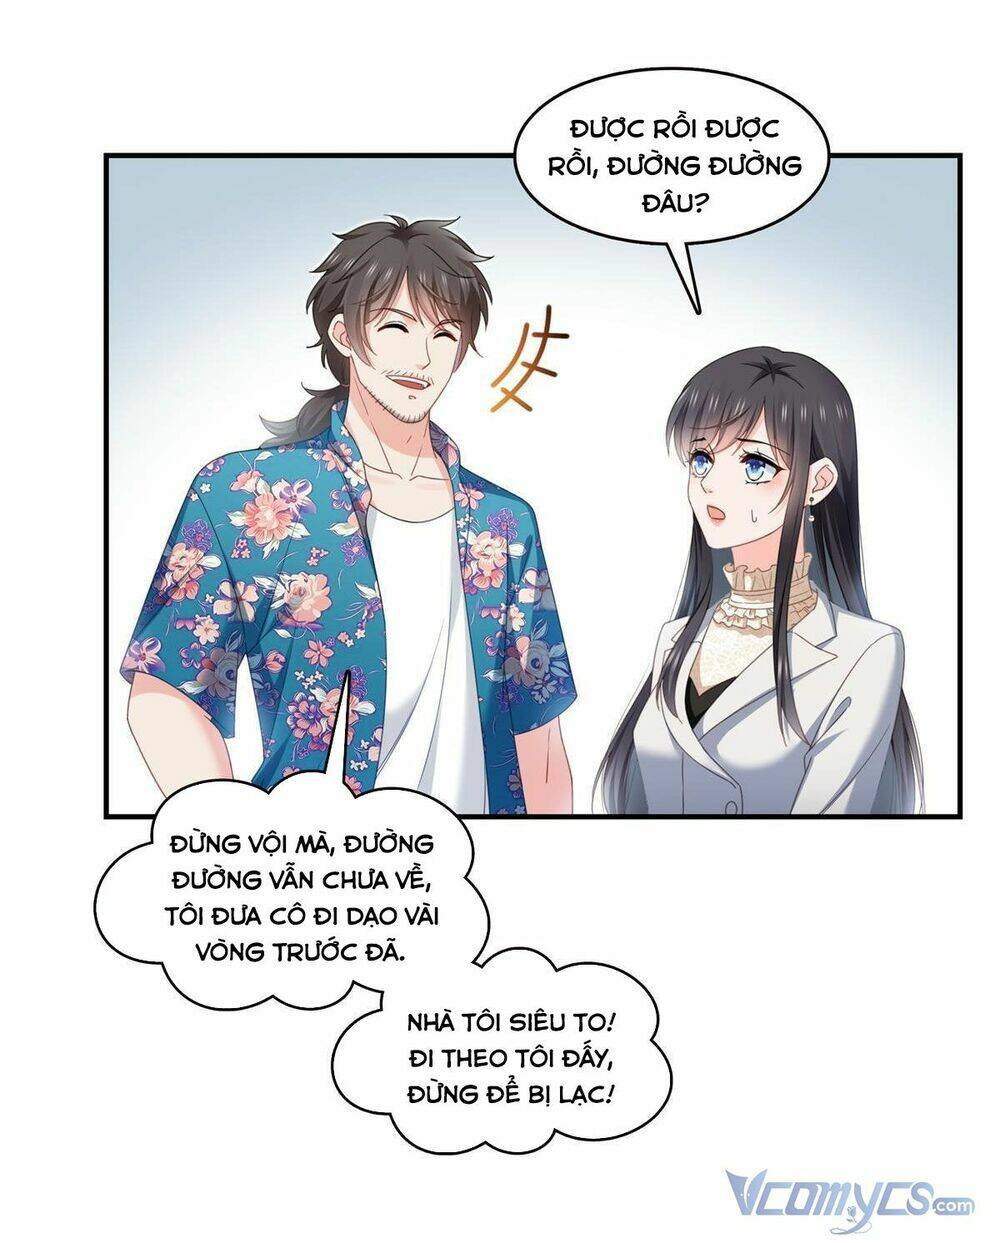 ĐƯỢC RỒI ĐƯỢC
RỒI, ĐƯỜNG ĐƯỜNG
ĐÂU?
ĐỪNG VỘI MÀ, ĐƯỜNG
ĐƯỜNG VẪN CHƯA VỀ,
TÔI ĐƯA CÔ ĐI DẠO VÀI
VÒNG TRƯỚC ĐÃ.
NHÀ TÔI SIÊU TO!
ĐI THEO TÔI ĐẤY,
ĐỪNG ĐỂ BỊ LẠC!
VCOMYCS.com